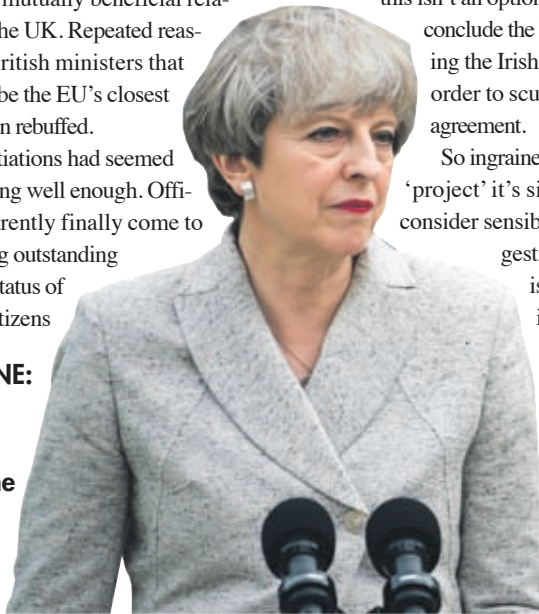 mutually beneficial rela-
he UK. Repeated reas-
ritish ministers that
be the EU's closest
n rebuffed.
tiations had seemed
ng well enough. Offi-
rently finally come to
g outstanding
tatus of
tizens
NE:
ne
this isn't an option
conclude the
ing the Irish
order to scu
agreement.
So ingraine
'project' it's si
consider sensib
gest
is
i